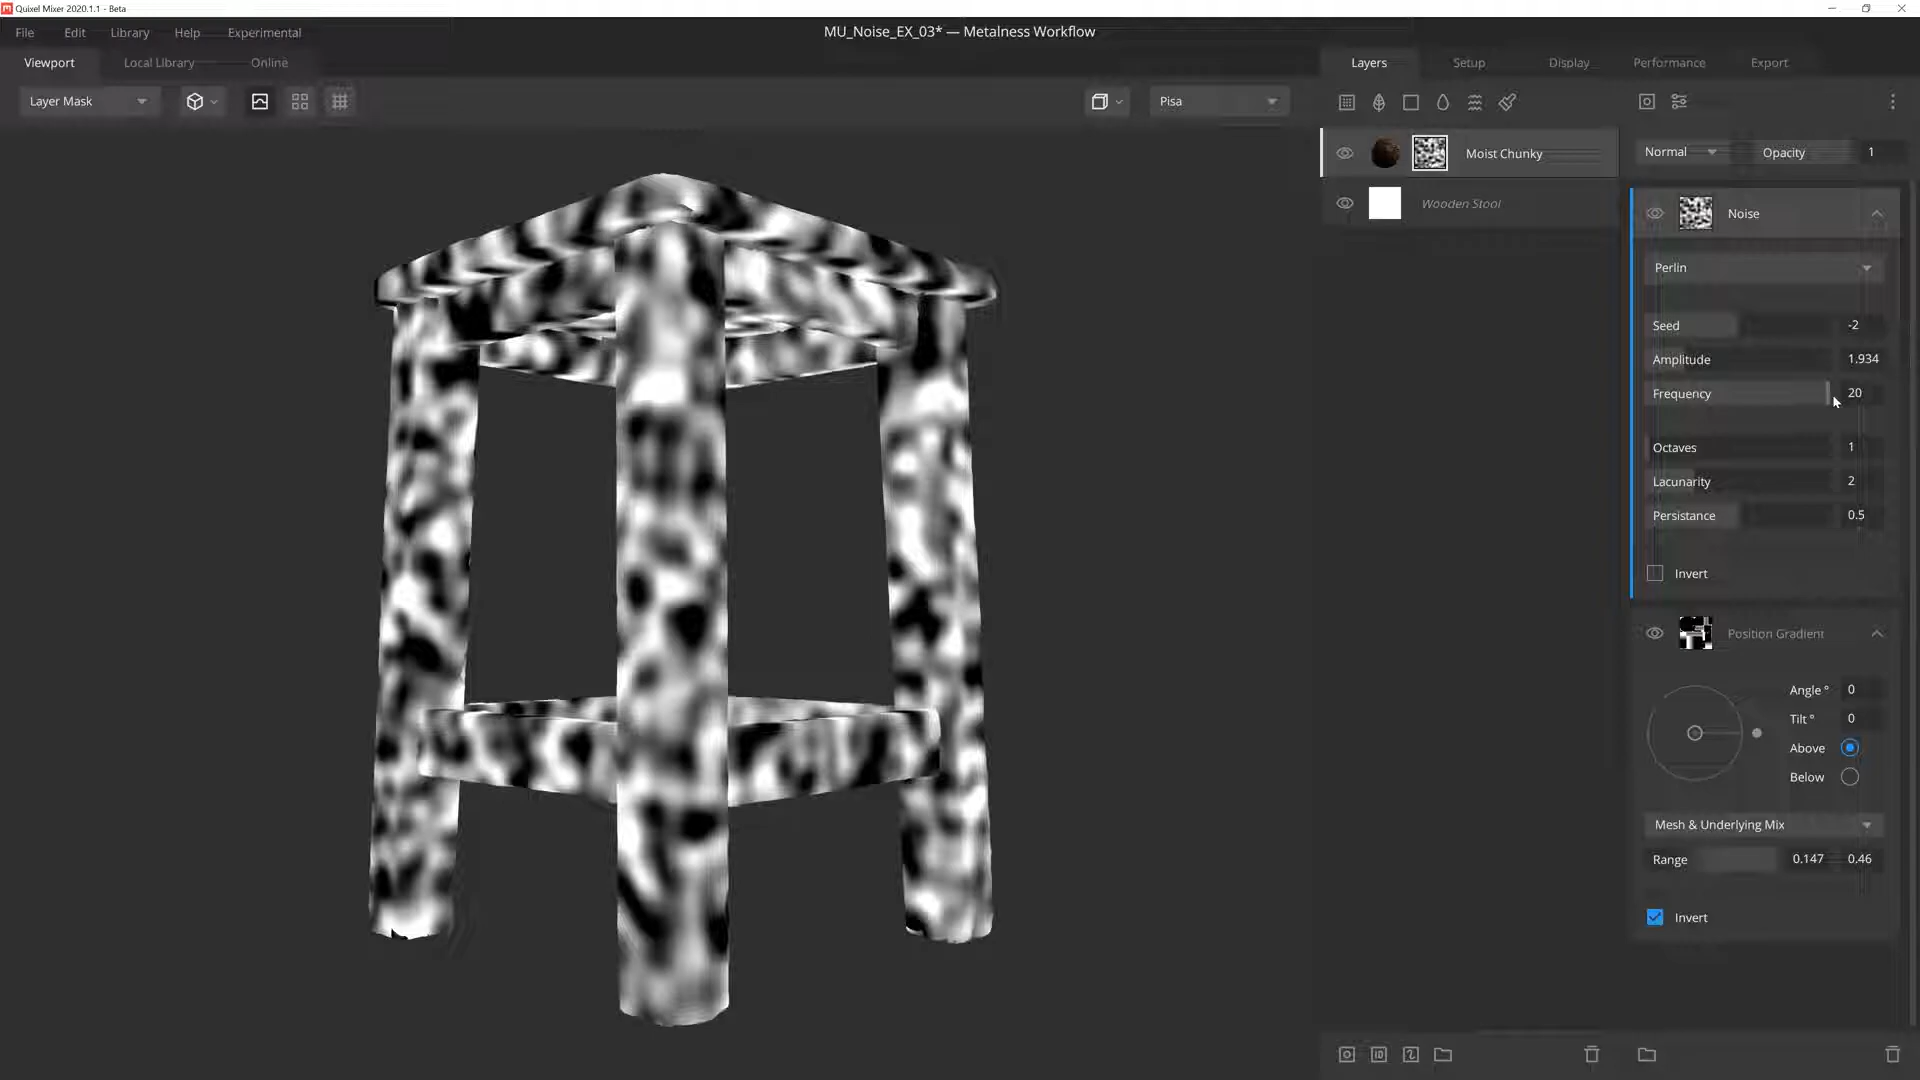 Quixel Mixer 2020.1.1 - Beta
File Edit Library Help Experimental
MU_Noise_EX_03* — Metalness Workflow
Viewport Local Library Online
Layers Setup Display Performance Export
Layer Mask
Pisa
Moist Chunky
Wooden Stool
Normal Opacity 1
Noise
Perlin
Seed -2
Amplitude 1.934
Frequency 20
Octaves 1
Lacunarity 2
Persistance 0.5
Invert
Position Gradient
Angle ° 0
Tilt ° 0
Above
Below
Mesh & Underlying Mix
Range 0.147 0.46
Invert